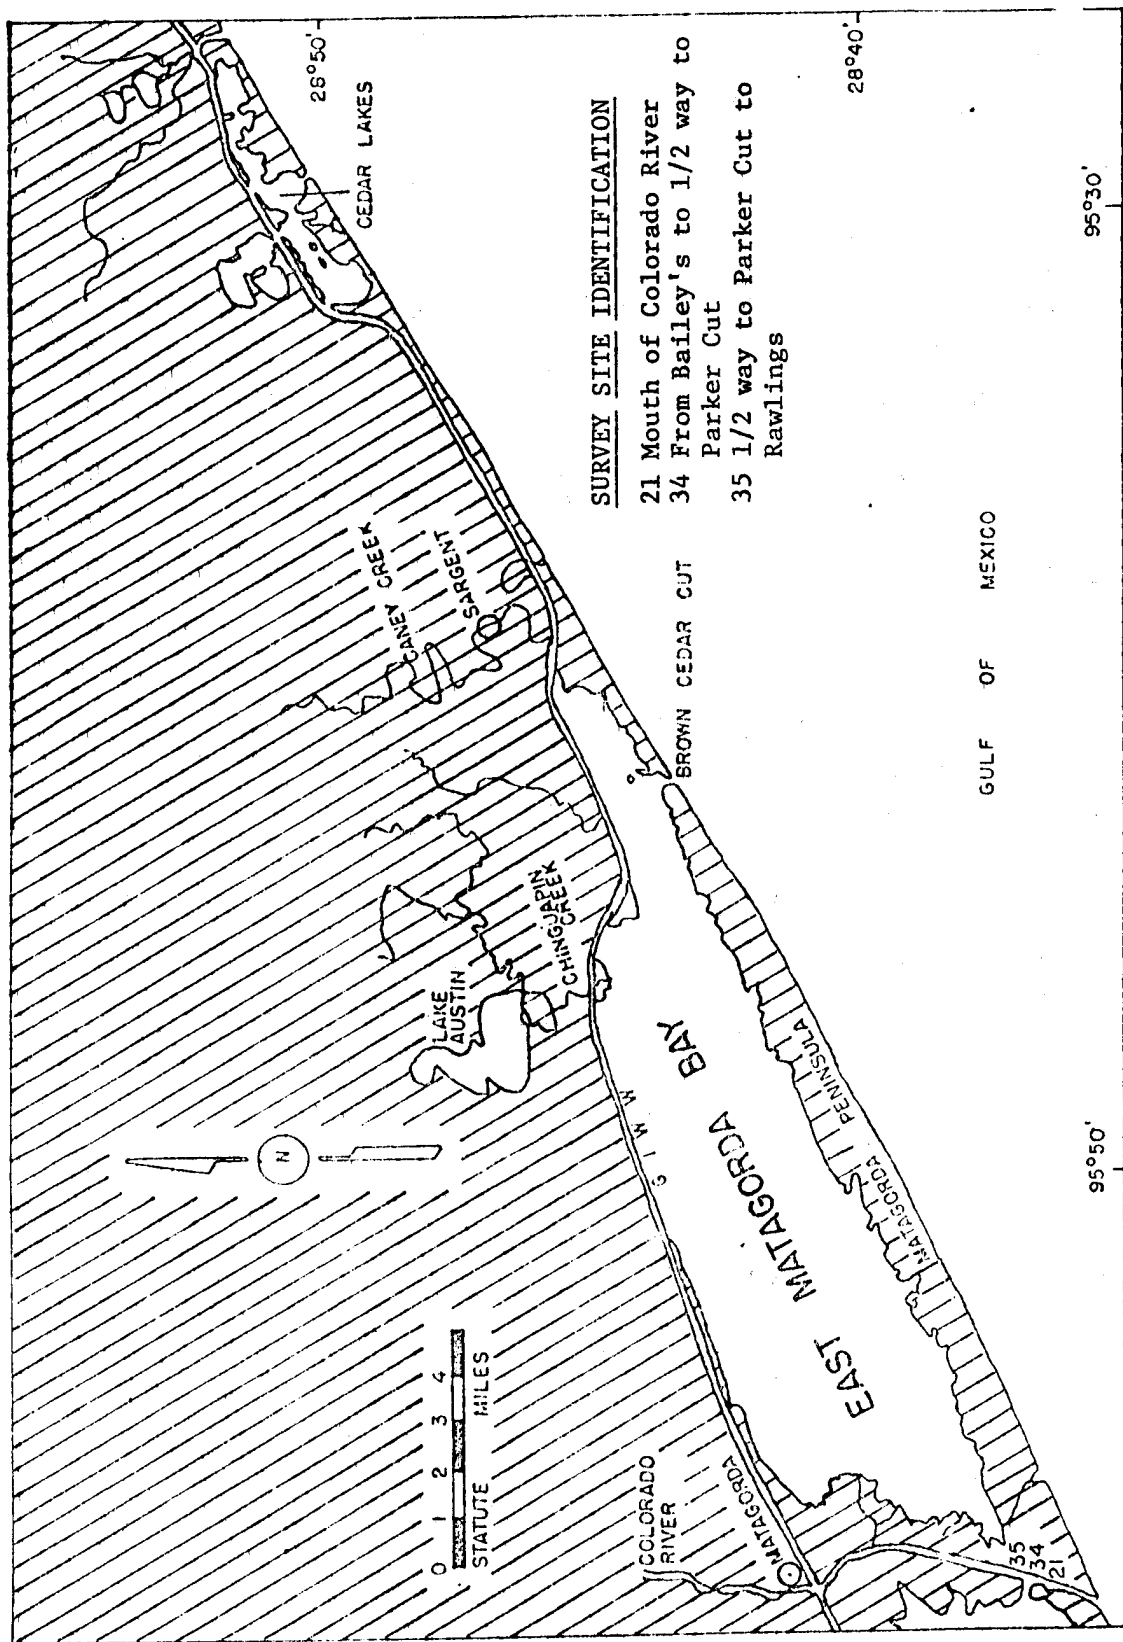 28°50'
CEDAR LAKES
28°40'
95°30'
SURVEY SITE IDENTIFICATION
21 Mouth of Colorado River
34 From Bailey's to 1/2 way to
Parker Cut
35 1/2 way to Parker Cut to
Rawlings
CANEY CREEK
SARGENT
BROWN CEDAR CUT
GULF OF MEXICO
LAKE
AUSTIN
CHINQUAPIN
CREEK
N
G I W W
EAST MATAGORDA BAY
MATAGORDA PENINSULA
95°50'
0 1 2 3 4
STATUTE MILES
COLORADO
RIVER
MATAGORDA
35
34
21